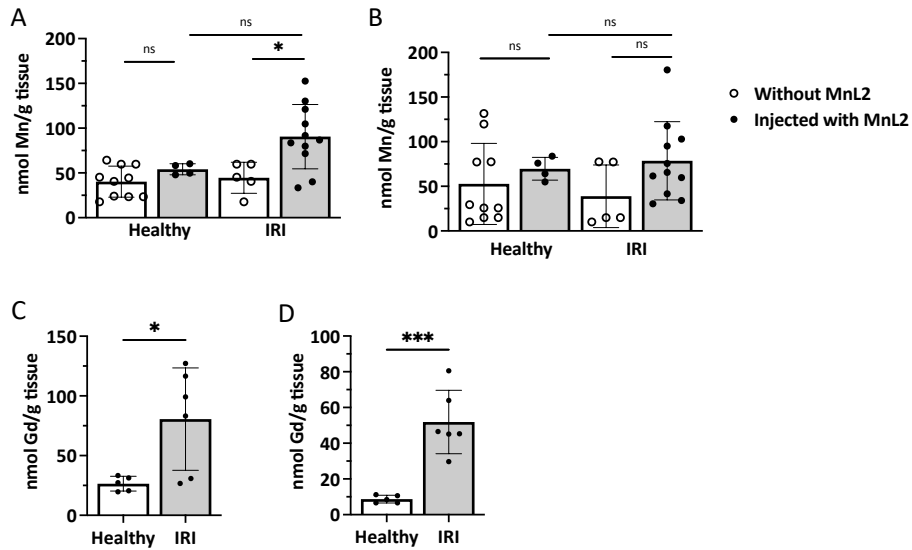 A
ns
ns
*
nmol Mn/g tissue
200
150
100
50
0
Healthy
IRI
B
ns
ns
ns
nmol Mn/g tissue
200
150
100
50
0
Healthy
IRI
Without MnL2
Injected with MnL2
C
*
nmol Gd/g tissue
150
100
50
0
Healthy
IRI
D
***
nmol Gd/g tissue
100
80
60
40
20
0
Healthy
IRI